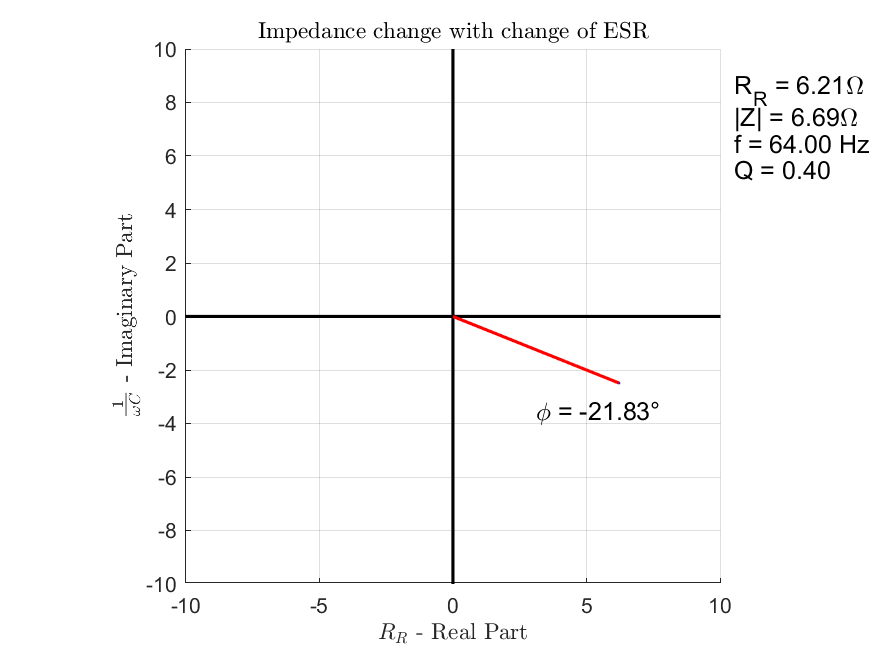 Impedance change with change of ESR
R_R = 6.21Ω
|Z| = 6.69Ω
f = 64.00 Hz
Q = 0.40
10
8
6
4
2
0
-2
-4
-6
-8
-10
1/ωC - Imaginary Part
ϕ = -21.83°
-10 -5 0 5 10
R_R - Real Part